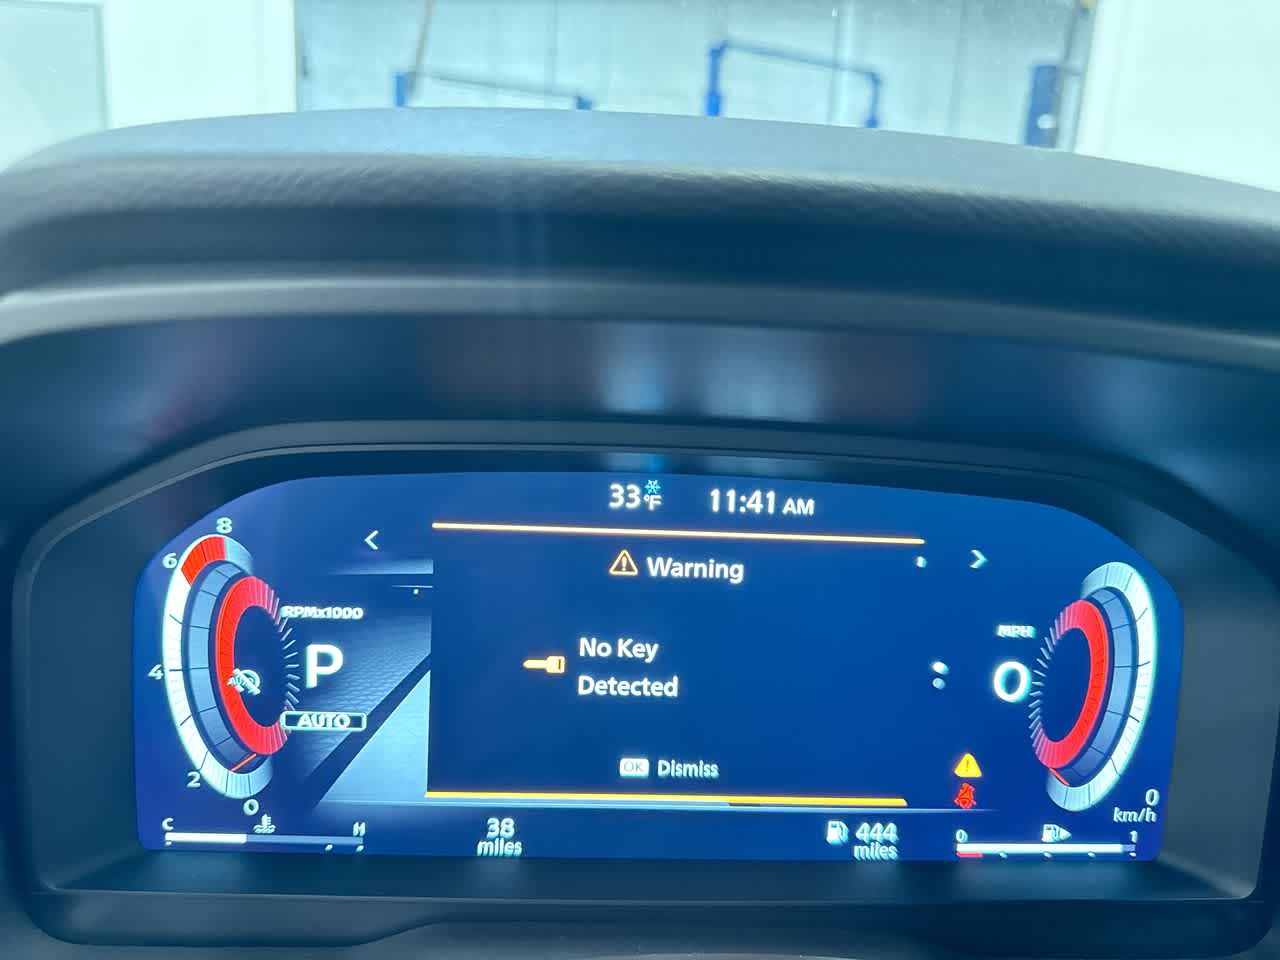 33°F 11:41 AM
Warning
No Key
Detected
OK Dismiss
8
6
4
2
0
RPMx1000
P
AUTO
AUTO
C H
38
miles
444
miles
MPH
0
0
km/h
0 1